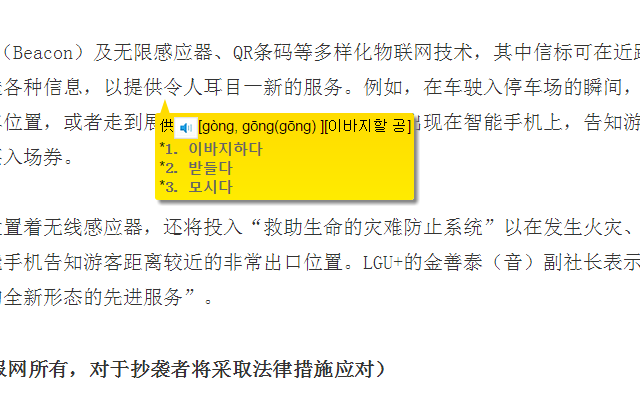 （Beacon）及无限感应器、QR条码等多样化物联网技术，其中信标可在近
各种信息，以提供令人耳目一新的服务。例如，在车驶入停车场的瞬间，
位置，或者走到展
供 [gòng, gōng(gōng) ][이바지할 공]
*1. 이바지하다
*2. 받들다
*3. 모시다
出现在智能手机上，告知游
入场券。
置着无线感应器，还将投入“救助生命的灾难防止系统”以在发生火灾、
手机告知游客距离较近的非常出口位置。LGU+的金善泰（音）副社长表示
全新形态的先进服务”。
网所有，对于抄袭者将采取法律措施应对）